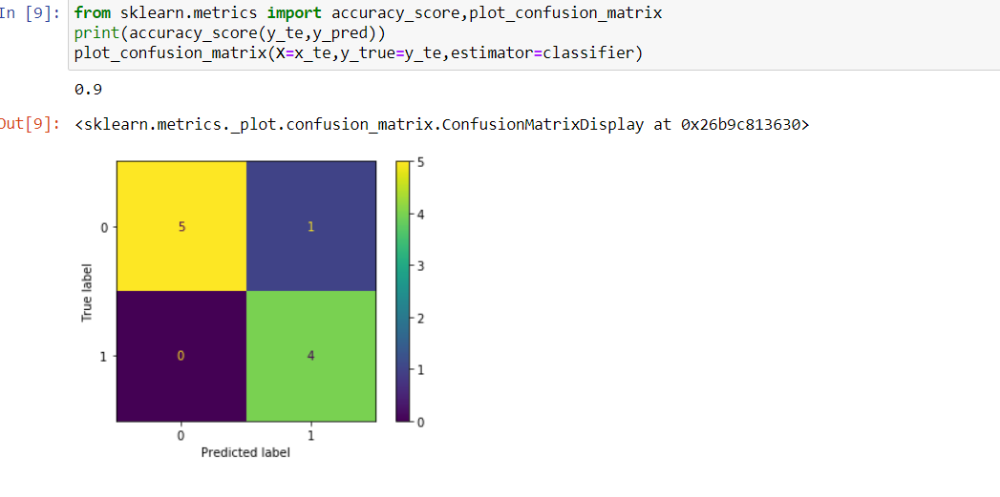 In [9]: from sklearn.metrics import accuracy_score,plot_confusion_matrix
print(accuracy_score(y_te,y_pred))
plot_confusion_matrix(X=x_te,y_true=y_te,estimator=classifier)
0.9
Out[9]: <sklearn.metrics._plot.confusion_matrix.ConfusionMatrixDisplay at 0x26b9c813630>
5
0 5 1
4
3
True label
2
1 0 4
1
0
0 1
Predicted label